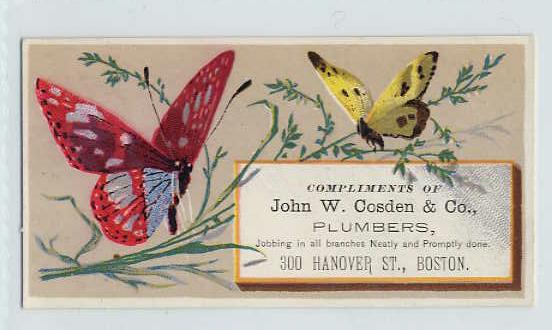 COMPLIMENTS OF
John W. Cosden & Co.,
PLUMBERS,
Jobbing in all branches Neatly and Promptly done.
300 HANOVER ST., BOSTON.